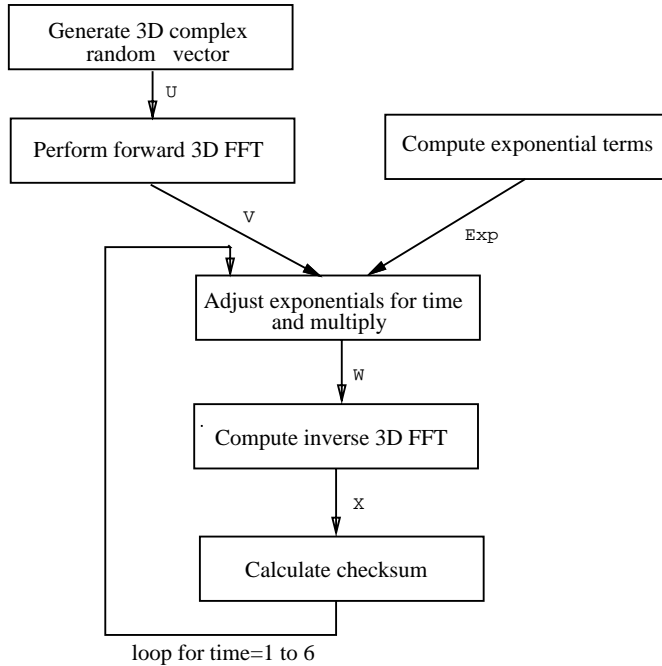 Generate 3D complex
random vector
U
Perform forward 3D FFT
Compute exponential terms
V
Exp
Adjust exponentials for time
and multiply
W
Compute inverse 3D FFT
X
Calculate checksum
loop for time=1 to 6